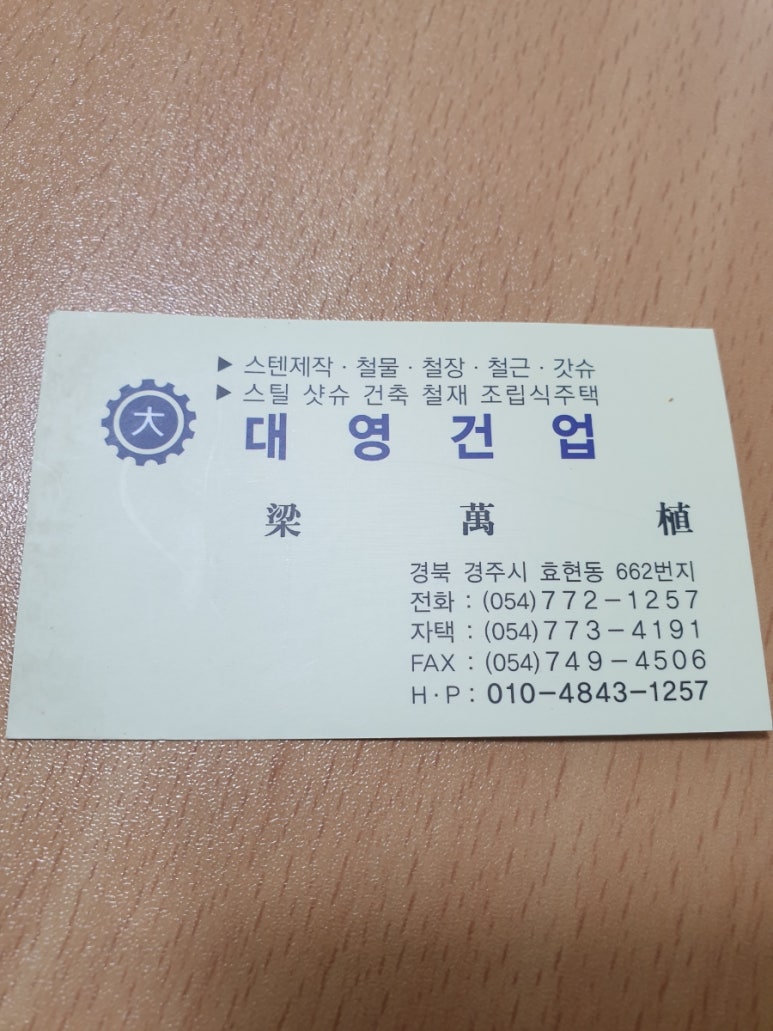 ▶ 스텐제작 · 철물 · 철장 · 철근 · 갓슈
▶ 스틸 샷슈 건축 철재 조립식주택
大
대영건업
梁萬植
경북 경주시 효현동 662번지
전화 : (054) 772-1257
자택 : (054) 773-4191
FAX : (054) 749-4506
H·P : 010-4843-1257